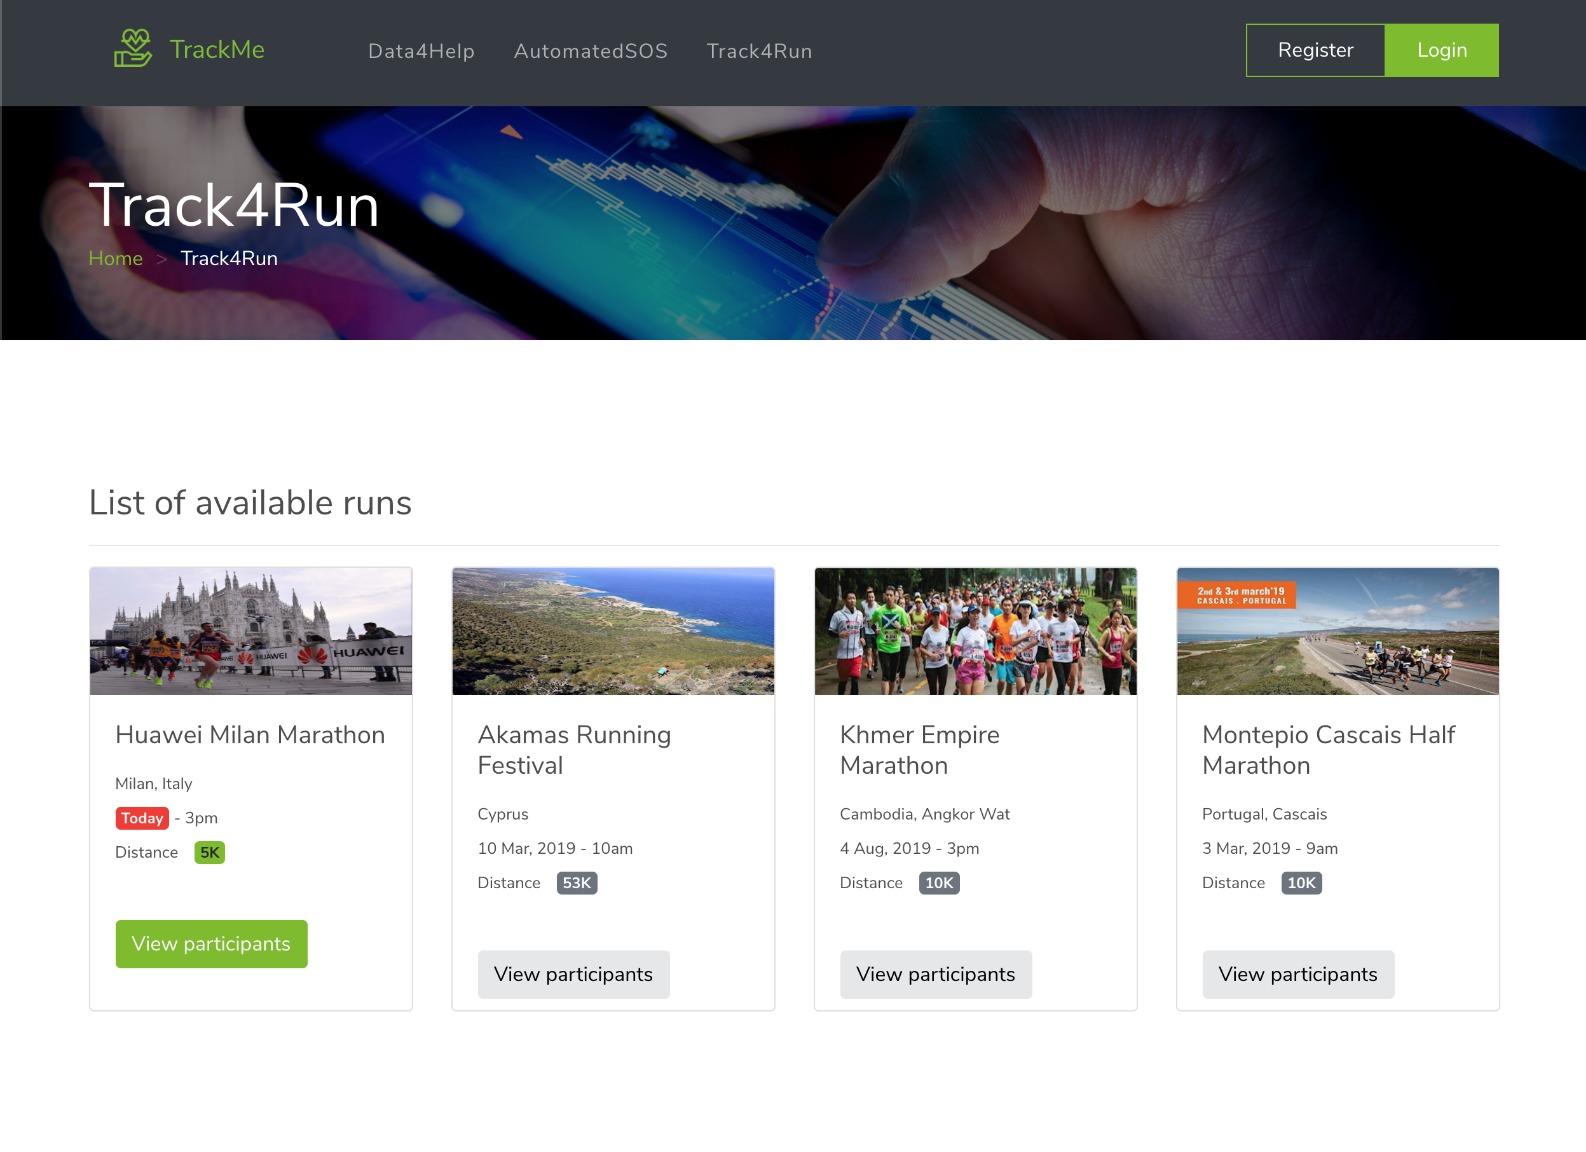 TrackMe
Data4Help
AutomatedSOS
Track4Run
Register
Login
Track4Run
Home > Track4Run
List of available runs
HUAWEI
HUAWEI
HUAWEI
Huawei Milan Marathon
Milan, Italy
Today - 3pm
Distance 5K
View participants
Akamas Running
Festival
Cyprus
10 Mar, 2019 - 10am
Distance 53K
View participants
Khmer Empire
Marathon
Cambodia, Angkor Wat
4 Aug, 2019 - 3pm
Distance 10K
View participants
2nd & 3rd march'19
CASCAIS . PORTUGAL
Montepio Cascais Half
Marathon
Portugal, Cascais
3 Mar, 2019 - 9am
Distance 10K
View participants